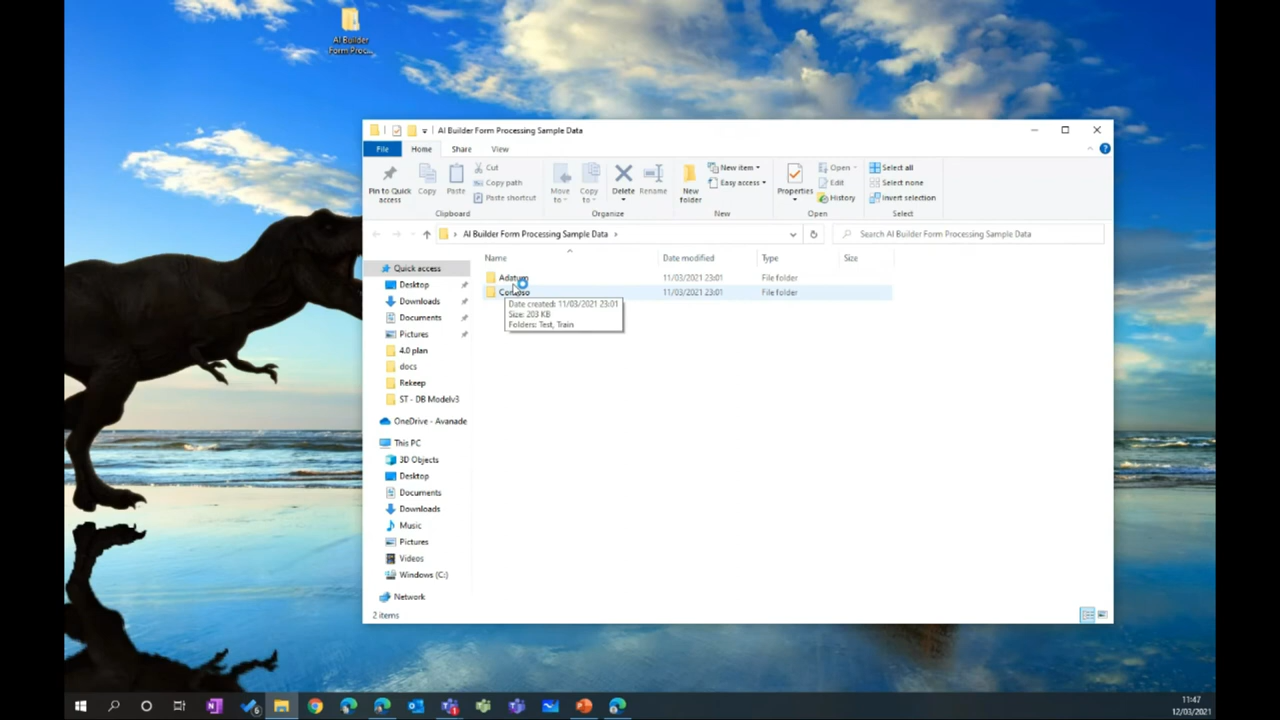 AI Builder
Form Proc...
AI Builder Form Processing Sample Data
File Home Share View
Pin to Quick access
Copy
Paste
Cut
Copy path
Paste shortcut
Clipboard
Move to
Copy to
Delete
Rename
Organize
New folder
New item
Easy access
New
Properties
Open
Edit
History
Open
Select all
Select none
Invert selection
Select
AI Builder Form Processing Sample Data
Search AI Builder Form Processing Sample Data
Name Date modified Type Size
Adatum 11/03/2021 23:01 File folder
11/03/2021 23:01 File folder
Date created: 11/03/2021 23:01
Size: 203 KB
Folders: Test, Train
Quick access
Desktop
Downloads
Documents
Pictures
4.0 plan
docs
Rekeep
ST - DB Modelv3
OneDrive - Avanade
This PC
3D Objects
Desktop
Documents
Downloads
Music
Pictures
Videos
Windows (C:)
Network
2 items
11:47
12/03/2021